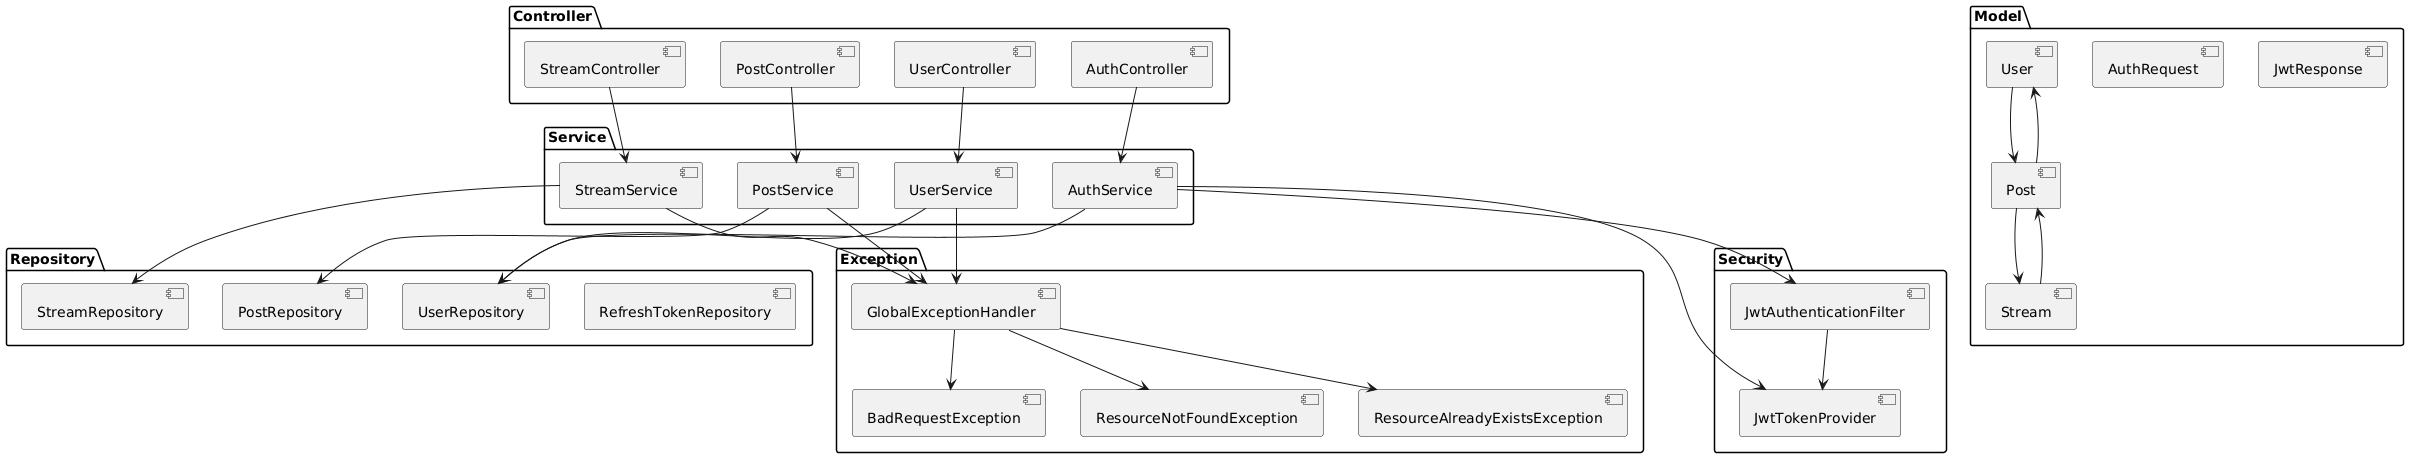 Controller
Model
StreamController
PostController
UserController
AuthController
User
AuthRequest
JwtResponse
Service
StreamService
PostService
UserService
AuthService
Post
Repository
Exception
Security
StreamRepository
PostRepository
UserRepository
RefreshTokenRepository
GlobalExceptionHandler
JwtAuthenticationFilter
Stream
BadRequestException
ResourceNotFoundException
ResourceAlreadyExistsException
JwtTokenProvider